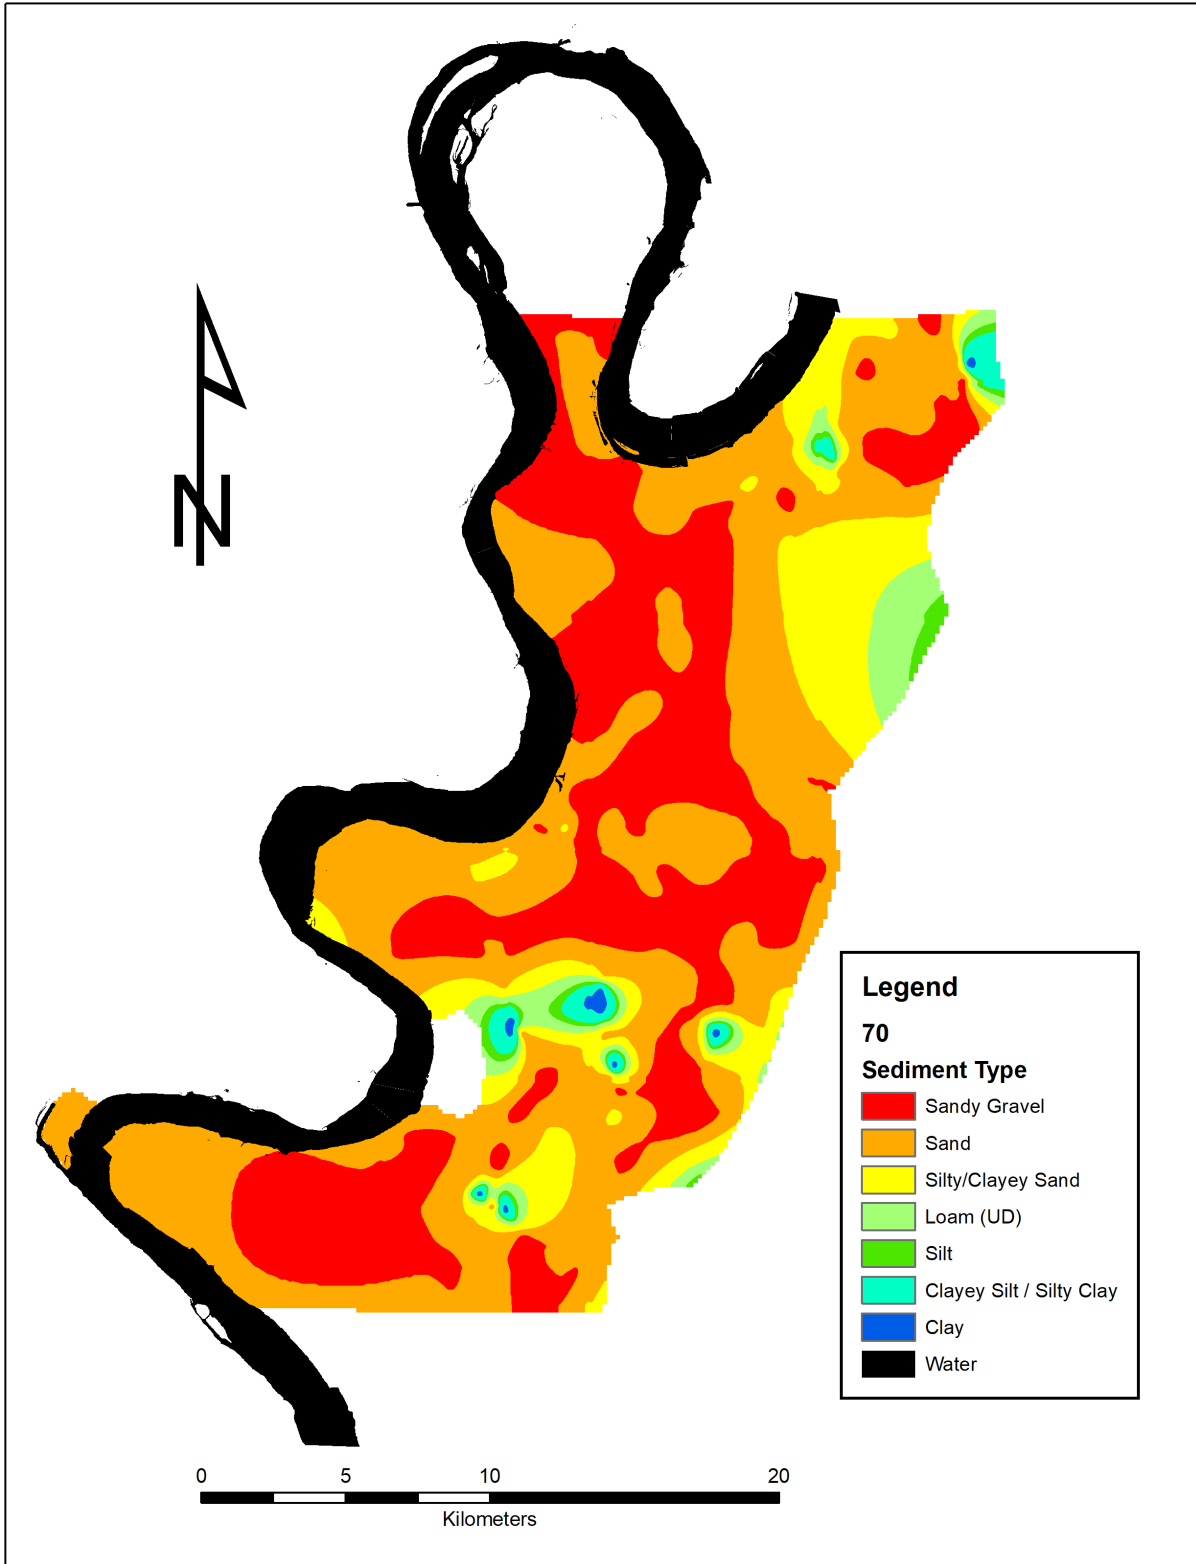 N
Legend
70
Sediment Type
Sandy Gravel
Sand
Silty/Clayey Sand
Loam (UD)
Silt
Clayey Silt / Silty Clay
Clay
Water
0 5 10 20
Kilometers